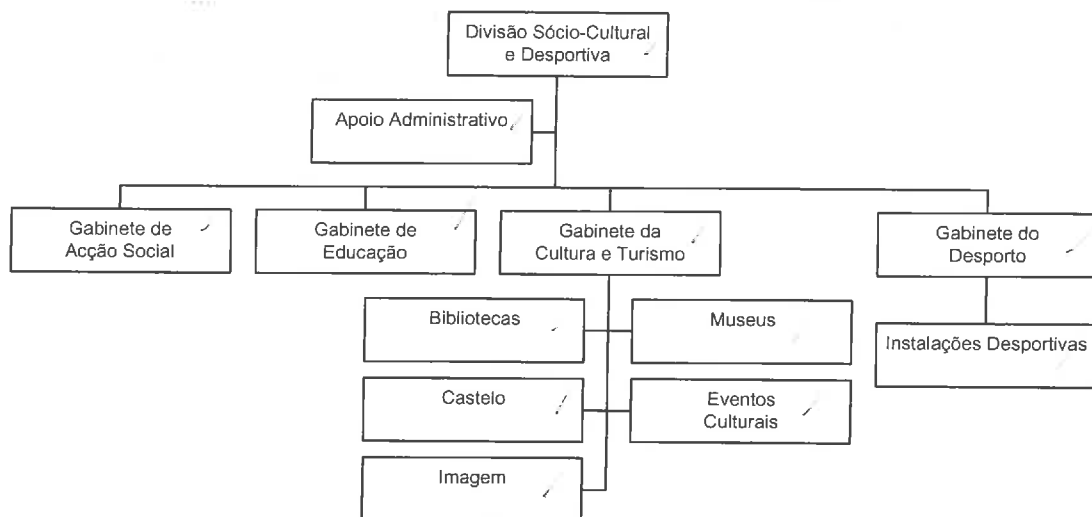 Divisão Sócio-Cultural
e Desportiva
Apoio Administrativo
Gabinete de
Acção Social
Gabinete de
Educação
Gabinete da
Cultura e Turismo
Gabinete do
Desporto
Bibliotecas
Museus
Instalações Desportivas
Castelo
Eventos
Culturais
Imagem